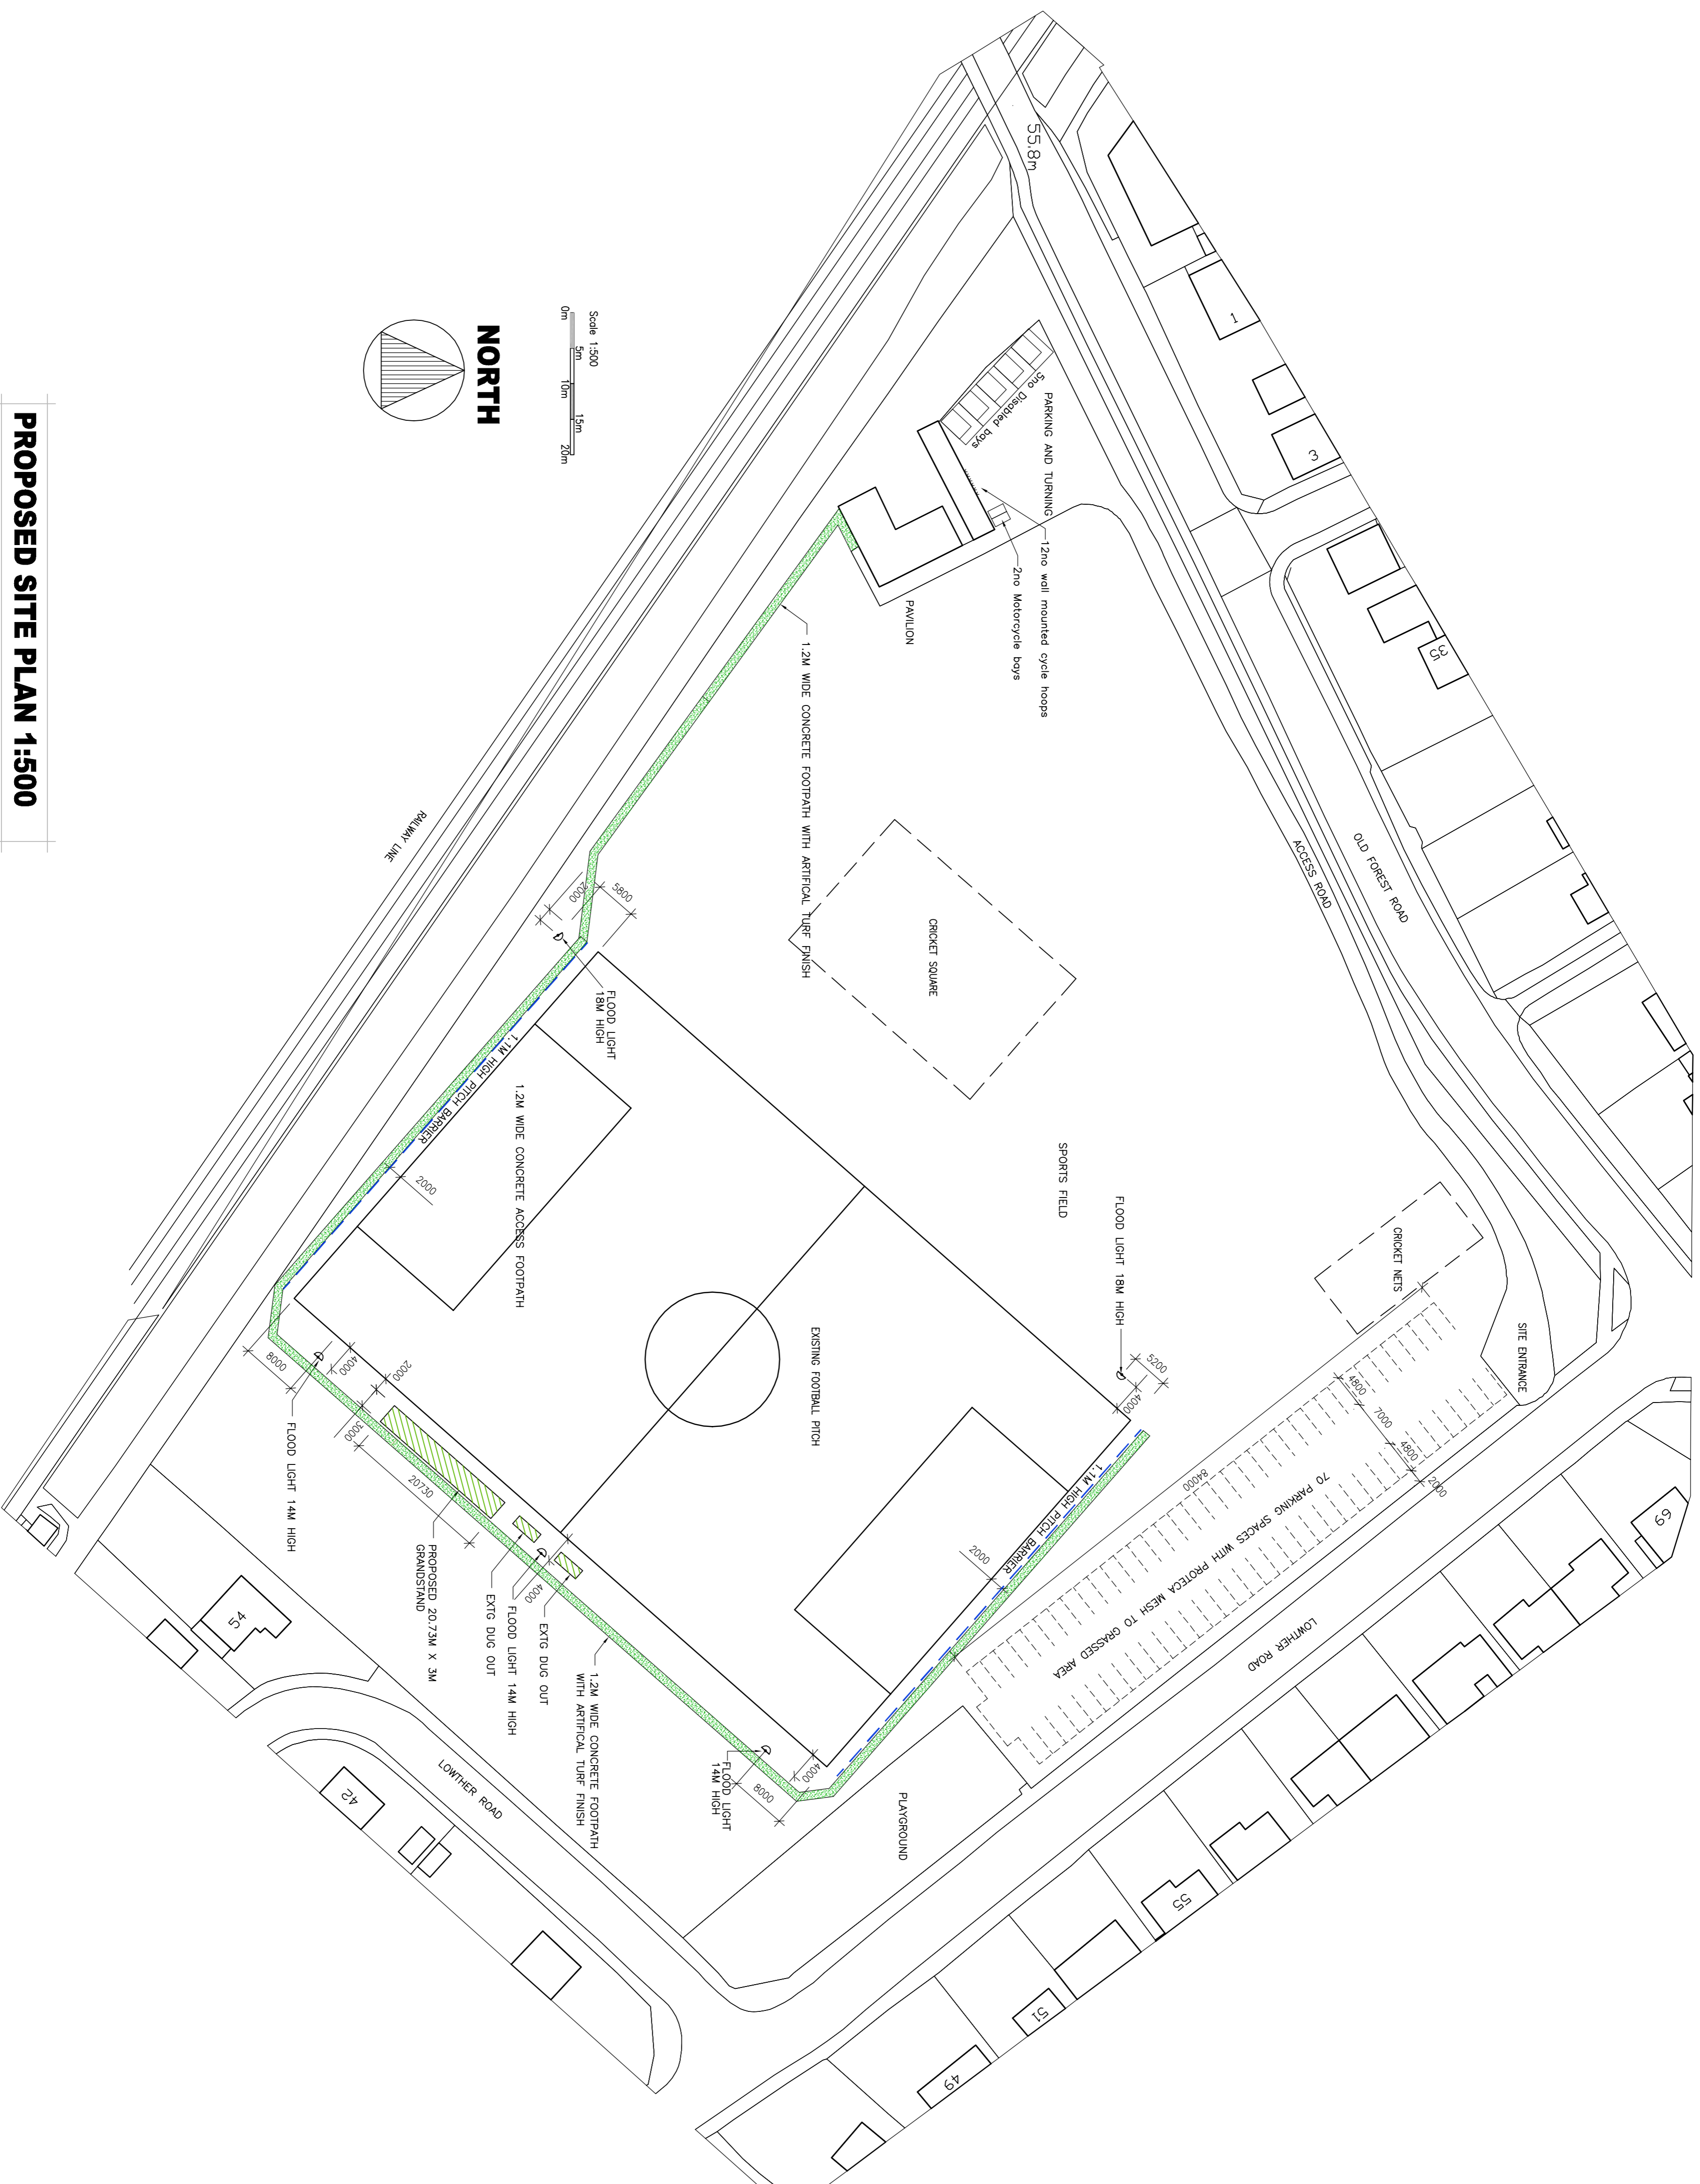 PROPOSED SITE PLAN 1:500
NORTH
Scale 1:500
0m
5m
10m
15m
20m
55.8m
1
3
35
5no Disabled bays
PARKING AND TURNING
12no wall mounted cycle hoops
2no Motorcycle bays
PAVILION
1.2M WIDE CONCRETE FOOTPATH WITH ARTIFICAL TURF FINISH
OLD FOREST ROAD
ACCESS ROAD
RAILWAY LINE
CRICKET SQUARE
2000
5800
FLOOD LIGHT
18M HIGH
1.1M HIGH PITCH BARRIER
1.2M WIDE CONCRETE ACCESS FOOTPATH
2000
SPORTS FIELD
FLOOD LIGHT 18M HIGH
5200
4000
CRICKET NETS
SITE ENTRANCE
4800
7000
4800
2000
84000
70 PARKING SPACES WITH PROTECA MESH TO GRASSED AREA
EXISTING FOOTBALL PITCH
1.1M HIGH PITCH BARRIER
2000
8000
4000
2000
3000
20730
FLOOD LIGHT 14M HIGH
PROPOSED 20.73M X 3M
GRANDSTAND
EXTG DUG OUT
FLOOD LIGHT 14M HIGH
4000
EXTG DUG OUT
1.2M WIDE CONCRETE FOOTPATH
WITH ARTIFICAL TURF FINISH
FLOOD LIGHT
14M HIGH
8000
4000
PLAYGROUND
LOWTHER ROAD
LOWTHER ROAD
54
42
69
55
51
49